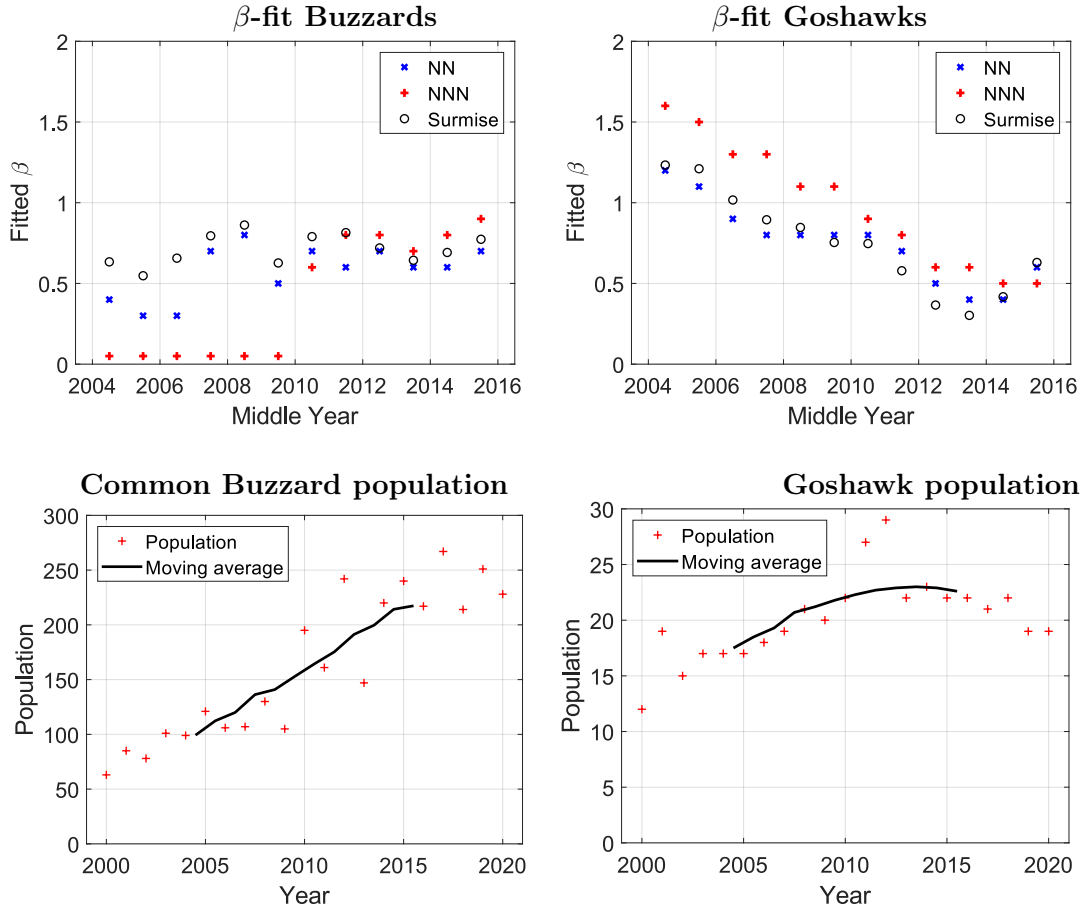 β-fit Buzzards
2
1.5
1
0.5
0
Fitted β
NN
NNN
Surmise
2004 2006 2008 2010 2012 2014 2016
Middle Year
β-fit Goshawks
2
1.5
1
0.5
0
Fitted β
NN
NNN
Surmise
2004 2006 2008 2010 2012 2014 2016
Middle Year
Common Buzzard population
300
250
200
150
100
50
0
Population
Population
Moving average
2000 2005 2010 2015 2020
Year
Goshawk population
30
25
20
15
10
5
0
Population
Population
Moving average
2000 2005 2010 2015 2020
Year